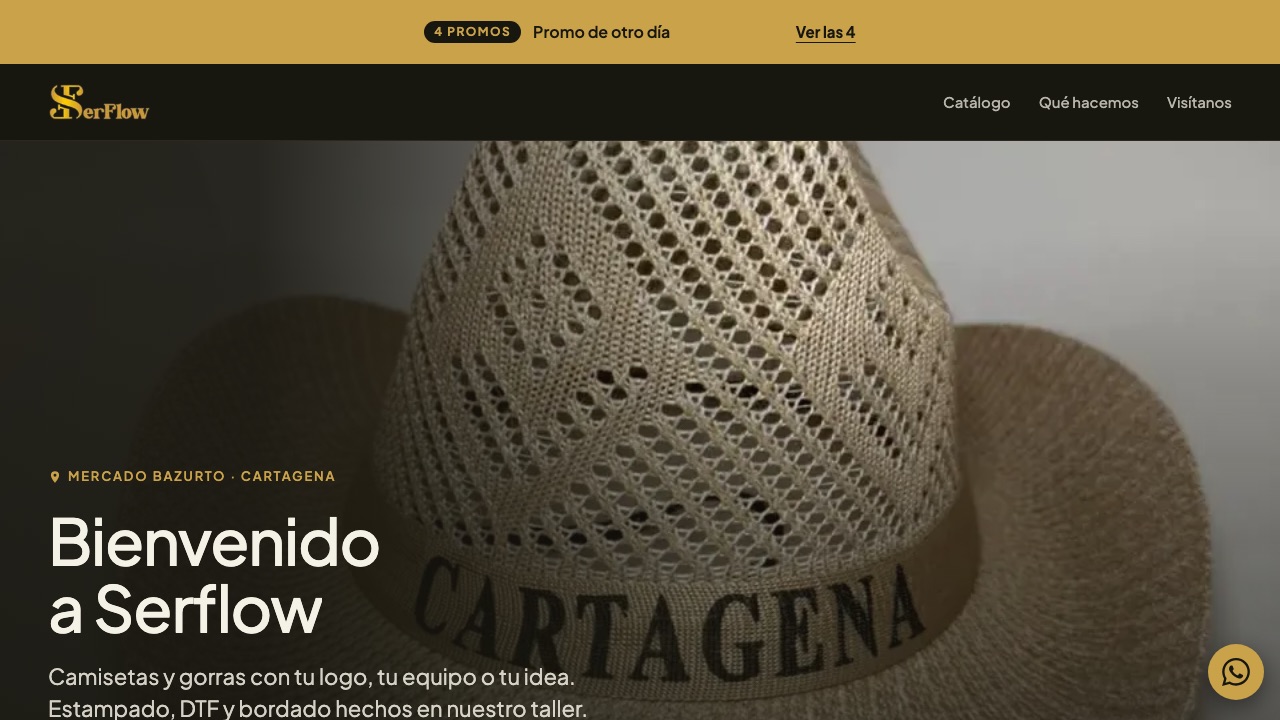 4 PROMOS Promo de otro día Ver las 4
SerFlow Catálogo Qué hacemos Visítanos
MERCADO BAZURTO · CARTAGENA
Bienvenido
a Serflow
CARTAGENA
Camisetas y gorras con tu logo, tu equipo o tu idea.
Estampado, DTF y bordado hechos en nuestro taller.